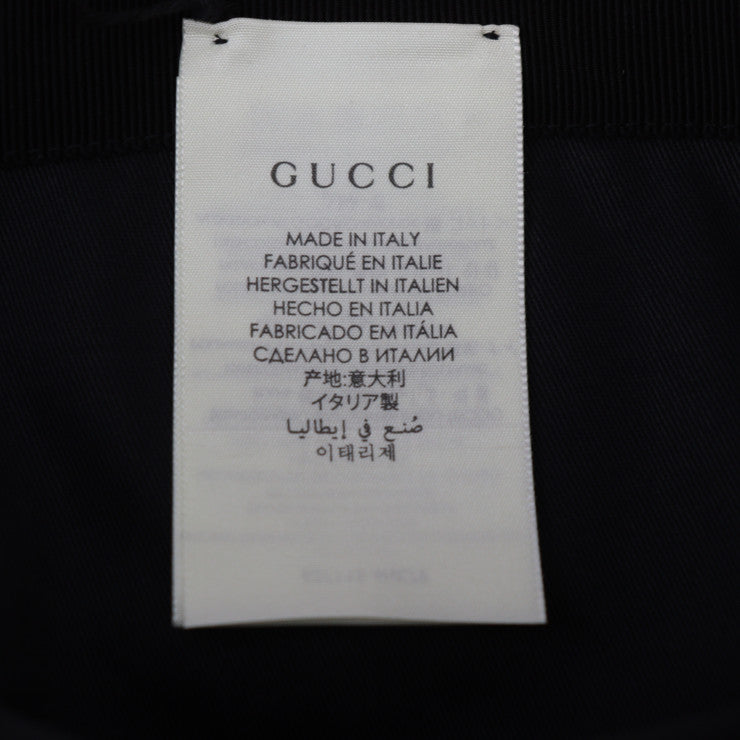 GUCCI
MADE IN ITALY
FABRIQUÉ EN ITALIE
HERGESTELLT IN ITALIEN
HECHO EN ITALIA
FABRICADO EM ITÁLIA
СДЕЛАНО В ИТАЛИИ
产地:意大利
イタリア製
صُنع في إيطاليا
이태리제